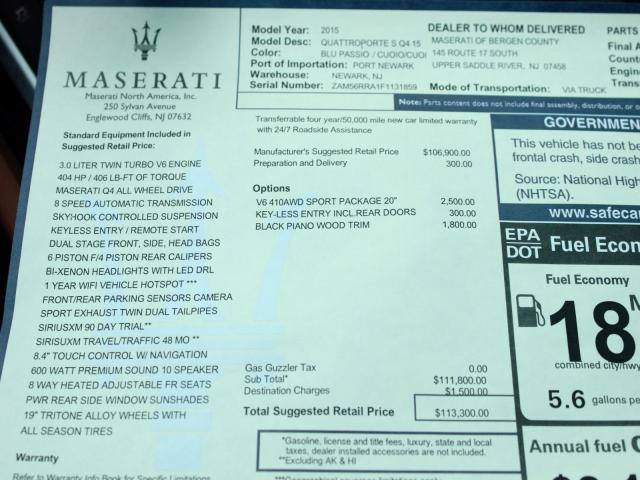 MASERATI
Maserati North America, Inc.
250 Sylvan Avenue
Englewood Cliffs, NJ 07632
Model Year: 2015
Model Desc: QUATTROPORTE S Q4 15
Color: BLU PASSIO / CUOIO/CUOI
Port of Importation: PORT NEWARK
Warehouse: NEWARK, NJ
Serial Number: ZAM56RRA1F1131859
DEALER TO WHOM DELIVERED
MASERATI OF BERGEN COUNTY
145 ROUTE 17 SOUTH
UPPER SADDLE RIVER, NJ 07458
Mode of Transportation: VIA TRUCK
PARTS
Final A
Count
Engin
Trans
Note: Parts content does not include final assembly, distribution, or o
Standard Equipment Included in
Suggested Retail Price:
3.0 LITER TWIN TURBO V6 ENGINE
404 HP / 406 LB-FT OF TORQUE
MASERATI Q4 ALL WHEEL DRIVE
8 SPEED AUTOMATIC TRANSMISSION
SKYHOOK CONTROLLED SUSPENSION
KEYLESS ENTRY / REMOTE START
DUAL STAGE FRONT, SIDE, HEAD BAGS
6 PISTON F/4 PISTON REAR CALIPERS
BI-XENON HEADLIGHTS WITH LED DRL
1 YEAR WIFI VEHICLE HOTSPOT ***
FRONT/REAR PARKING SENSORS CAMERA
SPORT EXHAUST TWIN DUAL TAILPIPES
SIRIUSXM 90 DAY TRIAL**
SIRIUSXM TRAVEL/TRAFFIC 48 MO **
8.4" TOUCH CONTROL W/ NAVIGATION
600 WATT PREMIUM SOUND 10 SPEAKER
8 WAY HEATED ADJUSTABLE FR SEATS
PWR REAR SIDE WINDOW SUNSHADES
19" TRITONE ALLOY WHEELS WITH
ALL SEASON TIRES
Warranty
Refer to Warranty Info Book for Specific Limitations
Transferrable four year/50,000 mile new car limited warranty
with 24/7 Roadside Assistance
Manufacturer's Suggested Retail Price $106,900.00
Preparation and Delivery 300.00
Options
V6 410AWD SPORT PACKAGE 20" 2,500.00
KEY-LESS ENTRY INCL.REAR DOORS 300.00
BLACK PIANO WOOD TRIM 1,800.00
Gas Guzzler Tax 0.00
Sub Total* $111,800.00
Destination Charges $1,500.00
Total Suggested Retail Price $113,300.00
*Gasoline, license and title fees, luxury, state and local
taxes, dealer installed accessories are not included.
**Excluding AK & HI
GOVERNMEN
This vehicle has not be
frontal crash, side crash
Source: National High
(NHTSA).
www.safecar
EPA
DOT
Fuel Econ
Fuel Economy
18 M
combined city/hwy
5.6 gallons pe
Annual fuel C